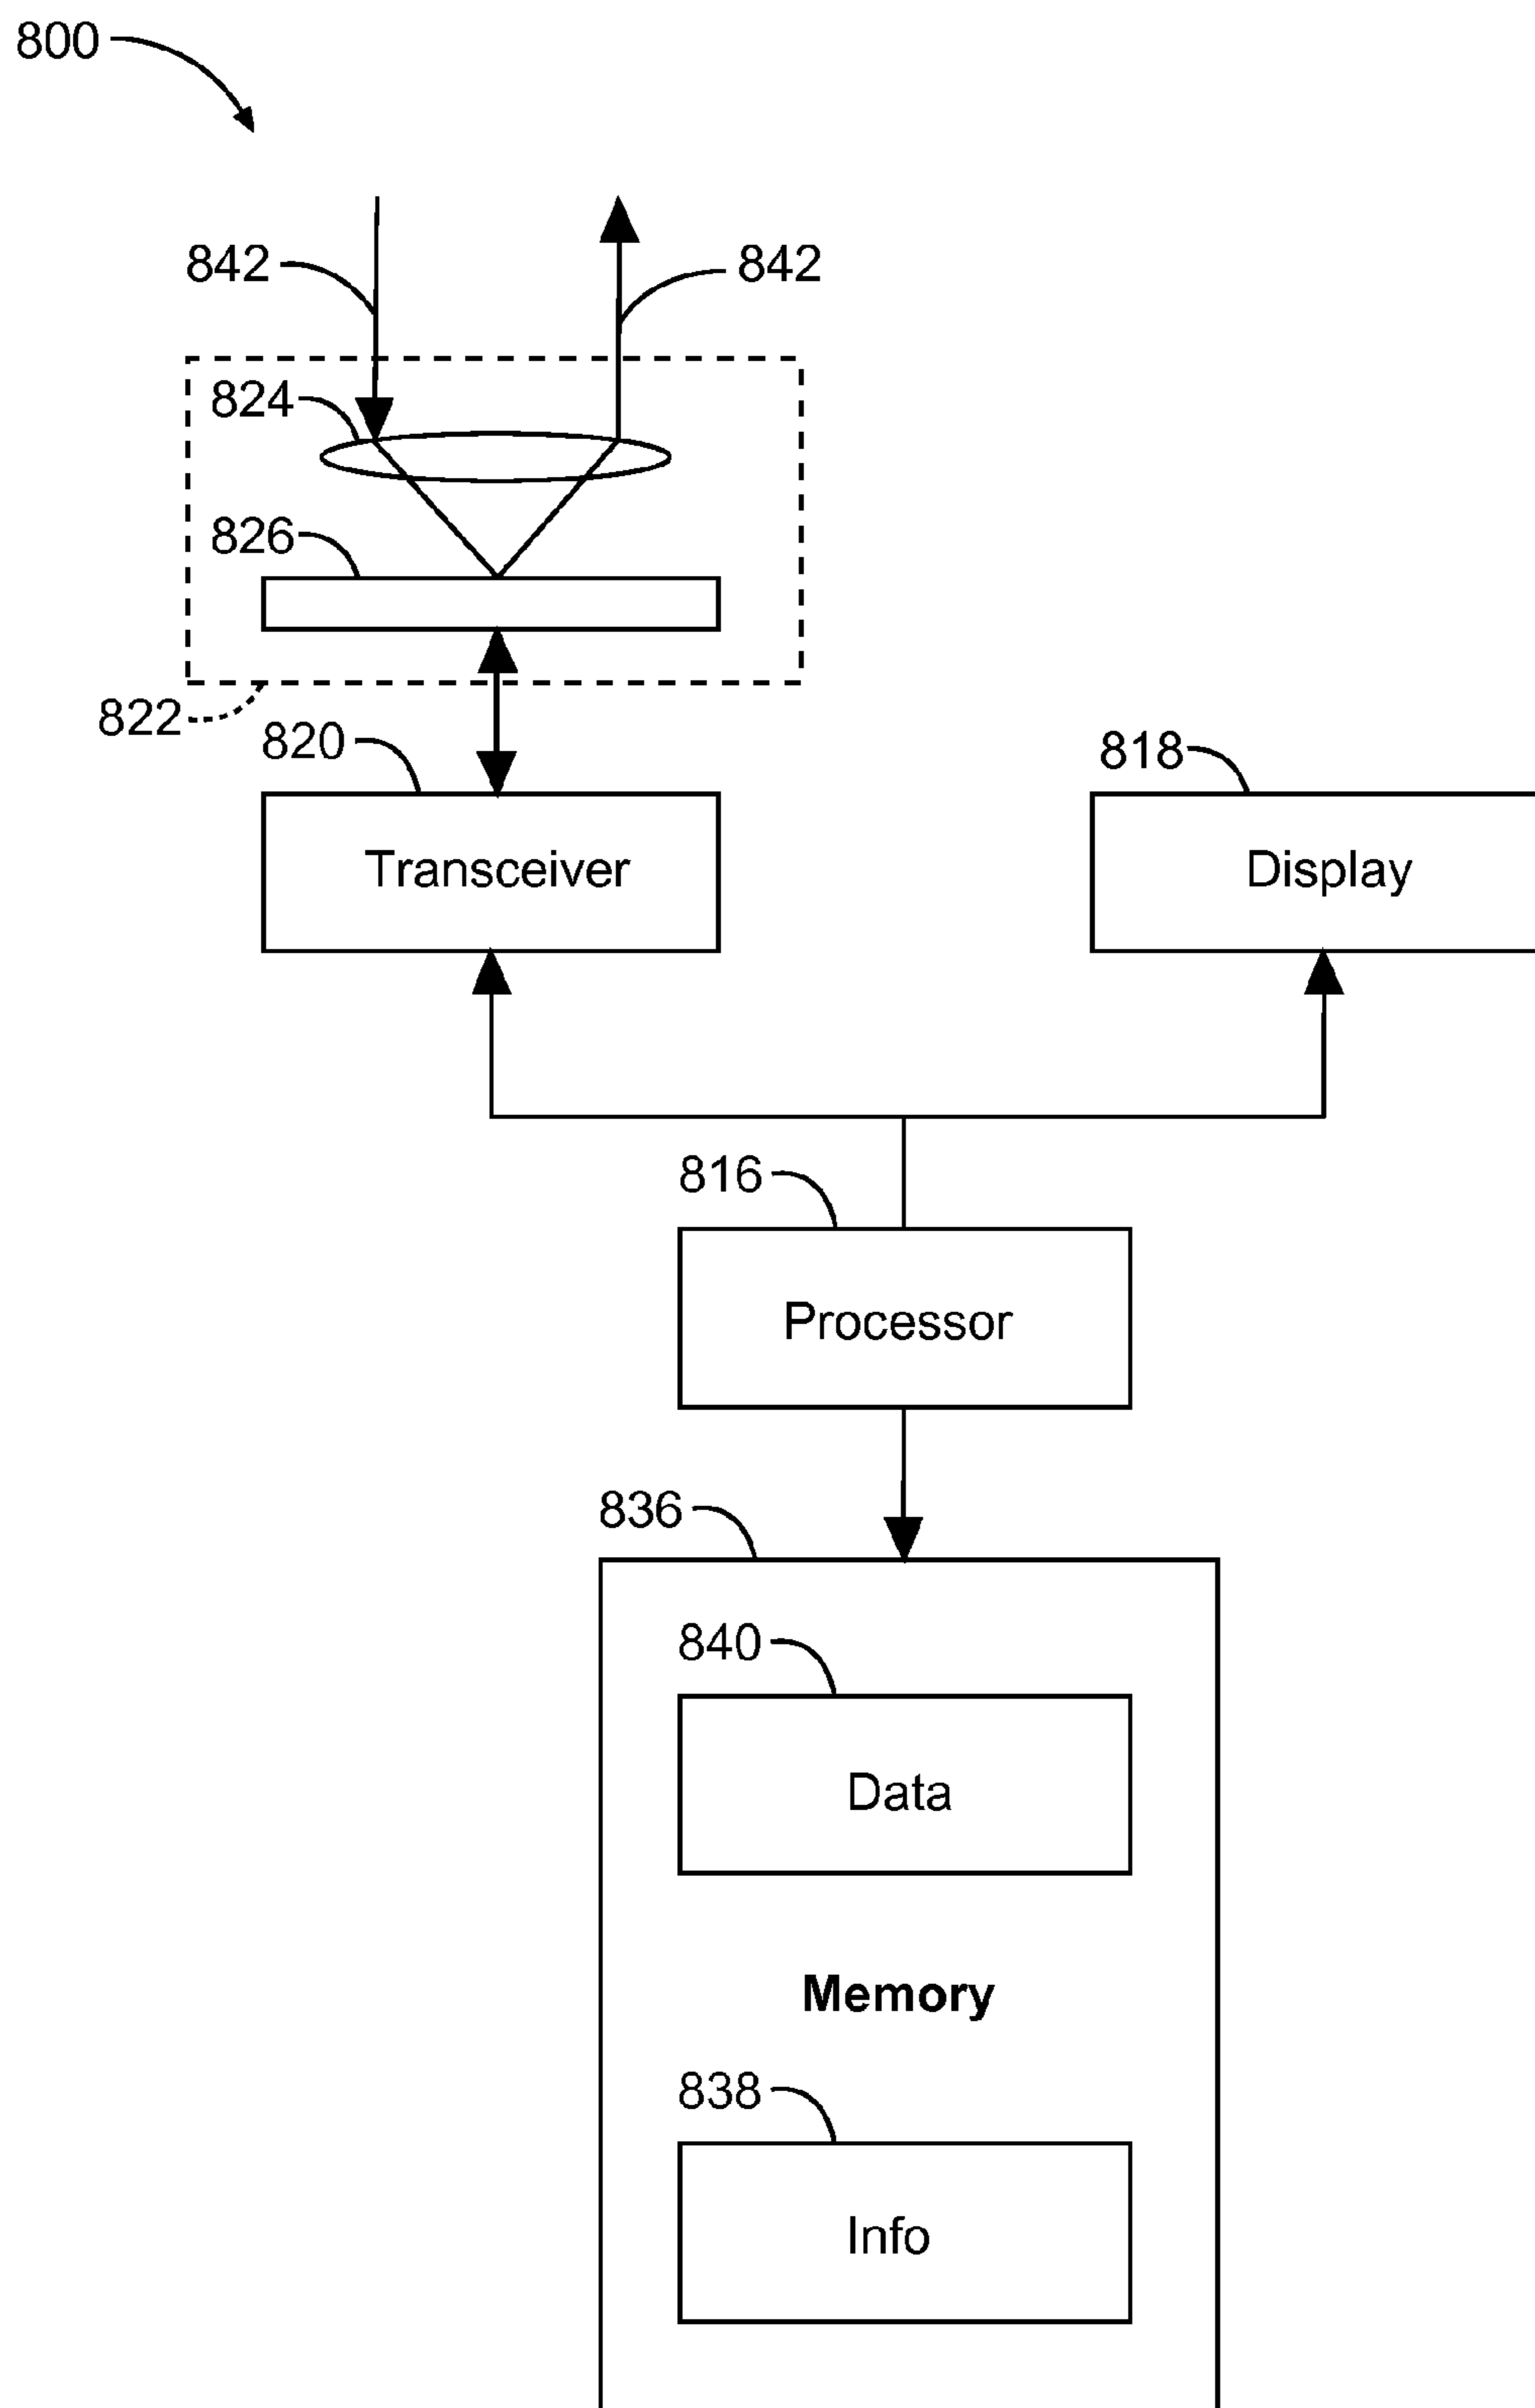 800
842
842
824
826
822
820
818
Transceiver
Display
816
Processor
836
840
Data
Memory
838
Info